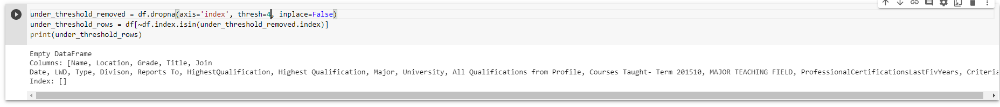 under_threshold_removed = df.dropna(axis='index', thresh=4, inplace=False)
under_threshold_rows = df[~df.index.isin(under_threshold_removed.index)]
print(under_threshold_rows)
Empty DataFrame
Columns: [Name, Location, Grade, Title, Join
Date, LWD, Type, Divison, Reports To, HighestQualification, Highest Qualification, Major, University, All Qualifications from Profile, Courses Taught- Term 201510, MAJOR TEACHING FIELD, ProfessionalCertificationsLastFivYears, Criteria
Index: []